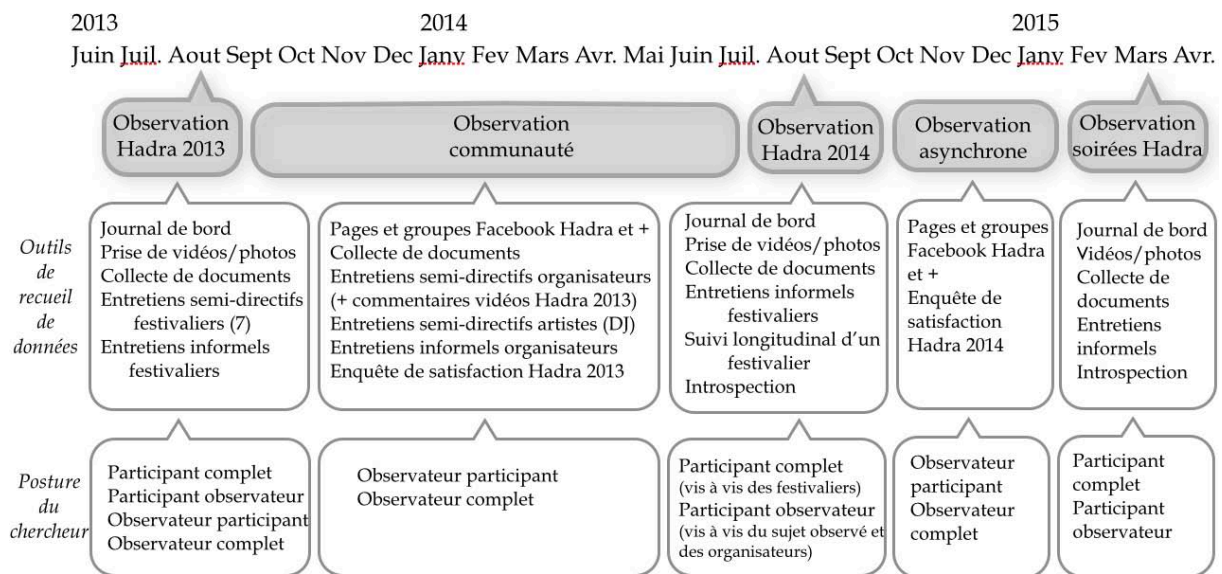 2013 2014 2015
Juin Juil. Aout Sept Oct Nov Dec Janv Fev Mars Avr. Mai Juin Juil. Aout Sept Oct Nov Dec Janv Fev Mars Avr.
Observation
Hadra 2013
Observation
communauté
Observation
Hadra 2014
Observation
asynchrone
Observation
soirées Hadra
Outils
de
recueil
de
données
Journal de bord
Prise de vidéos/photos
Collecte de documents
Entretiens semi-directifs
festivaliers (7)
Entretiens informels
festivaliers
Pages et groupes Facebook Hadra et +
Collecte de documents
Entretiens semi-directifs organisateurs
(+ commentaires vidéos Hadra 2013)
Entretiens semi-directifs artistes (DJ)
Entretiens informels organisateurs
Enquête de satisfaction Hadra 2013
Journal de bord
Prise de vidéos/photos
Collecte de documents
Entretiens informels
festivaliers
Suivi longitudinal d'un
festivalier
Introspection
Pages et groupes
Facebook Hadra
et +
Enquête de
satisfaction
Hadra 2014
Journal de bord
Vidéos/photos
Collecte de
documents
Entretiens
informels
Introspection
Posture
du
chercheur
Participant complet
Participant observateur
Observateur participant
Observateur complet
Observateur participant
Observateur complet
Participant complet
(vis à vis des festivaliers)
Participant observateur
(vis à vis du sujet observé et
des organisateurs)
Observateur
participant
Observateur
complet
Participant
complet
Participant
observateur